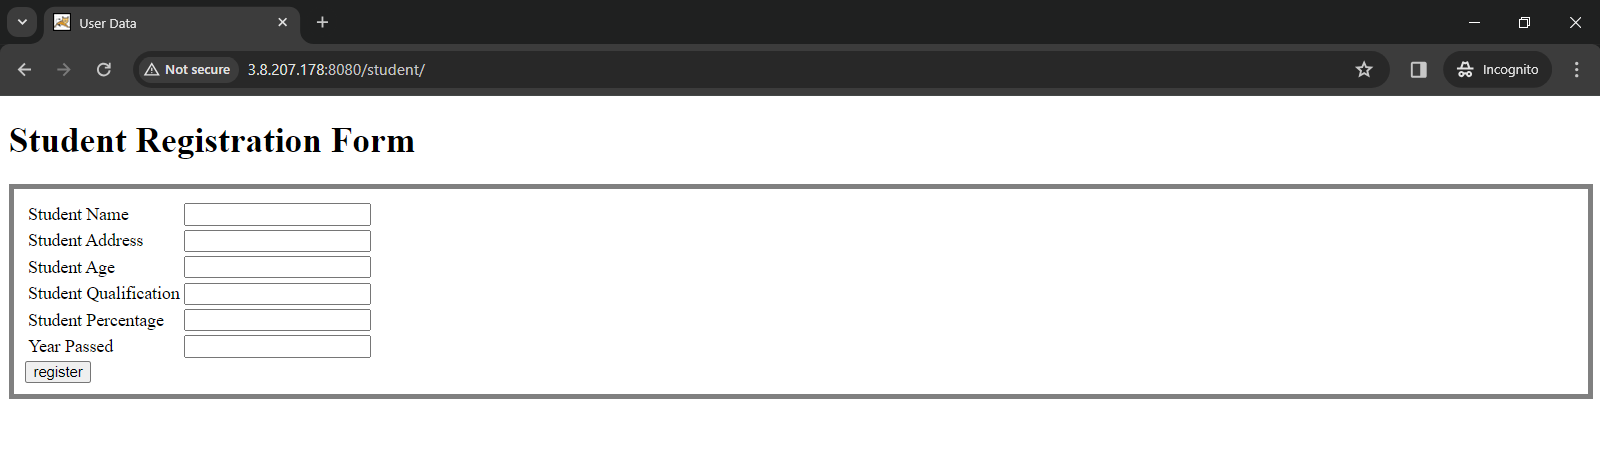 User Data
Not secure 3.8.207.178:8080/student/ Incognito
Student Registration Form
Student Name
Student Address
Student Age
Student Qualification
Student Percentage
Year Passed
register